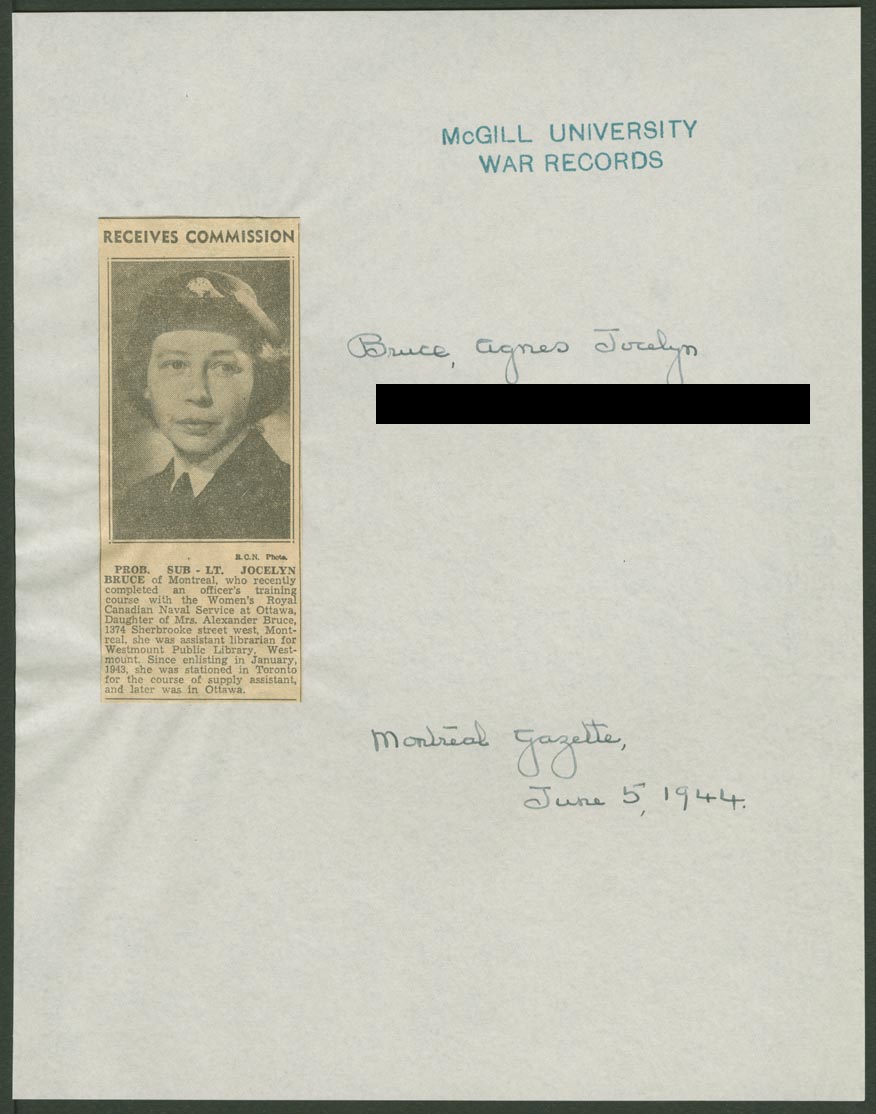 McGILL UNIVERSITY
WAR RECORDS
RECEIVES COMMISSION
Bruce, Agnes Jocelyn
R.C.N. Photo.
PROB. SUB - LT. JOCELYN
BRUCE of Montreal, who recently
completed an officer's training
course with the Women's Royal
Canadian Naval Service at Ottawa,
Daughter of Mrs. Alexander Bruce,
1374 Sherbrooke street west, Mont-
real, she was assistant librarian for
Westmount Public Library, West-
mount. Since enlisting in January,
1943, she was stationed in Toronto
for the course of supply assistant,
and later was in Ottawa.
Montreal Gazette,
June 5, 1944.